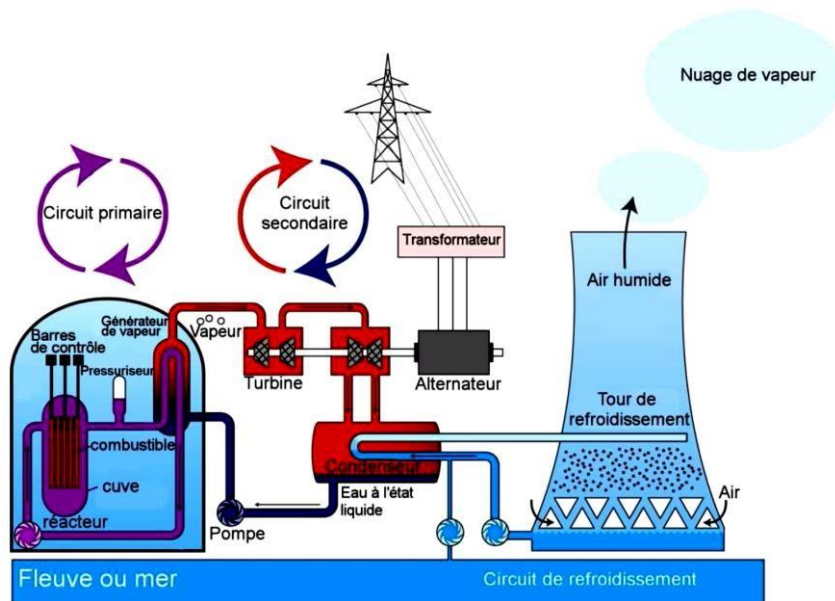 Nuage de vapeur
Circuit primaire
Circuit
secondaire
Transformateur
Air humide
Générateur
de vapeur
Vapeur
Barres
de contrôle
Pressuriseur
Turbine
Alternateur
Tour de
refroidissement
combustible
Condenseur
cuve
Eau à l'état
liquide
Air
réacteur
Pompe
Fleuve ou mer
Circuit de refroidissement